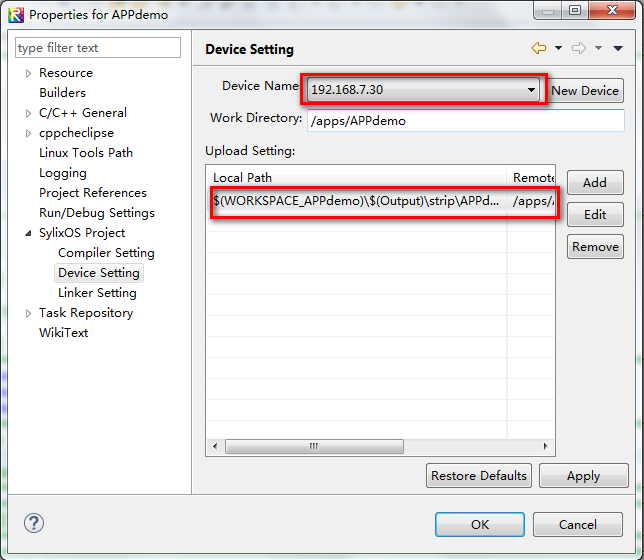 Properties for APPdemo
type filter text
Device Setting
Resource
Builders
C/C++ General
cppcheclipse
Linux Tools Path
Logging
Project References
Run/Debug Settings
SylixOS Project
Compiler Setting
Device Setting
Linker Setting
Task Repository
WikiText
Device Name: 192.168.7.30 New Device
Work Directory: /apps/APPdemo
Upload Setting:
Local Path Remote
$(WORKSPACE_APPdemo)\$(Output)\strip\APPd... /apps/A
Add
Edit
Remove
Restore Defaults Apply
? OK Cancel